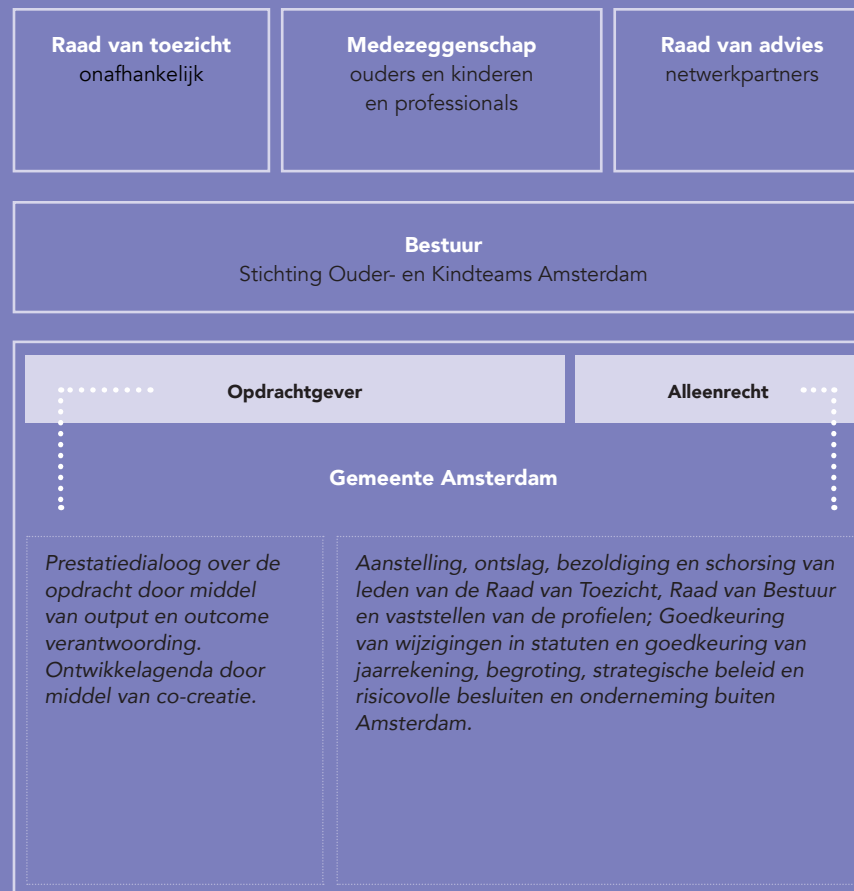 Raad van toezicht
onafhankelijk
Medezeggenschap
ouders en kinderen
en professionals
Raad van advies
netwerkpartners
Bestuur
Stichting Ouder- en Kindteams Amsterdam
Opdrachtgever
Alleenrecht
Gemeente Amsterdam
Prestatiedialoog over de
opdracht door middel
van output en outcome
verantwoording.
Ontwikkelagenda door
middel van co-creatie.
Aanstelling, ontslag, bezoldiging en schorsing van
leden van de Raad van Toezicht, Raad van Bestuur
en vaststellen van de profielen; Goedkeuring
van wijzigingen in statuten en goedkeuring van
jaarrekening, begroting, strategische beleid en
risicovolle besluiten en onderneming buiten
Amsterdam.